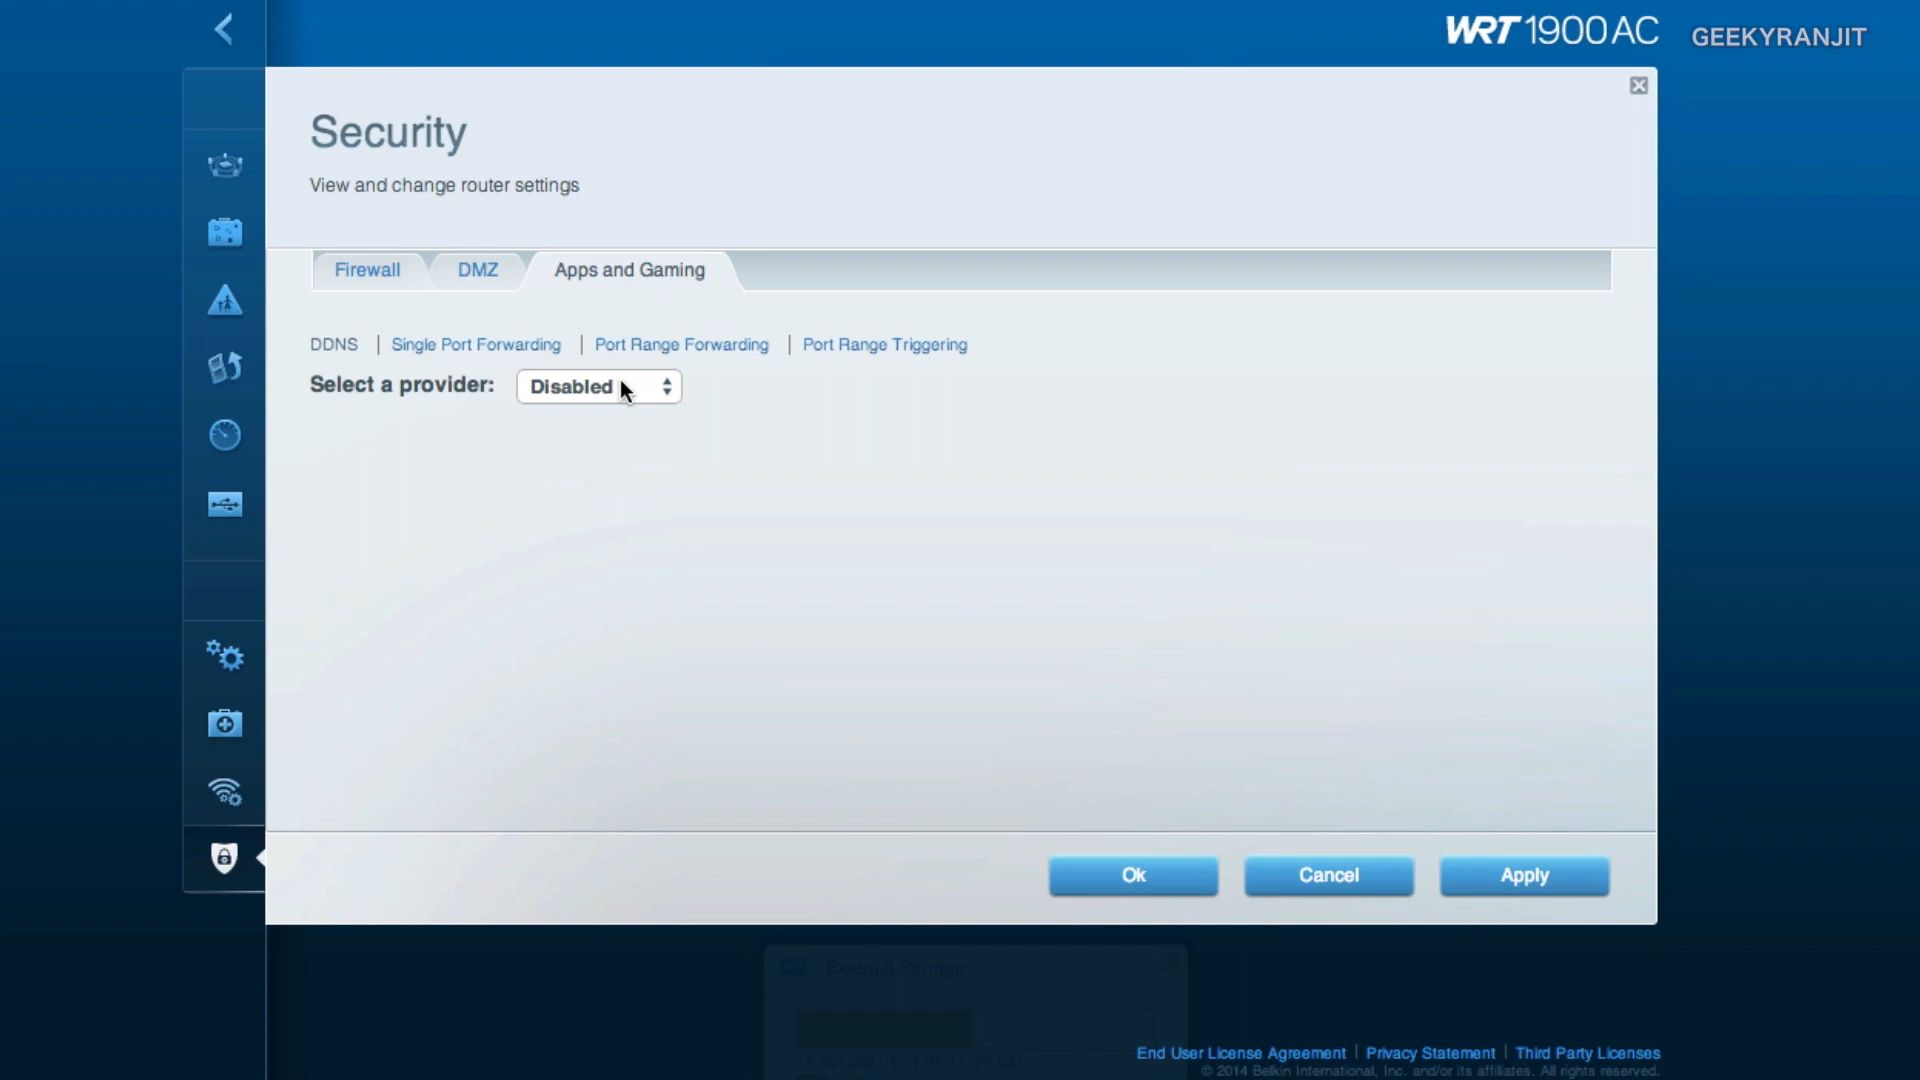 WRT1900AC GEEKYRANJIT
Security
View and change router settings
Firewall DMZ Apps and Gaming
DDNS | Single Port Forwarding | Port Range Forwarding | Port Range Triggering
Select a provider: Disabled
Ok Cancel Apply
External Storage
End User License Agreement | Privacy Statement | Third Party Licenses
© 2014 Belkin International, Inc. and/or its affiliates. All rights reserved.